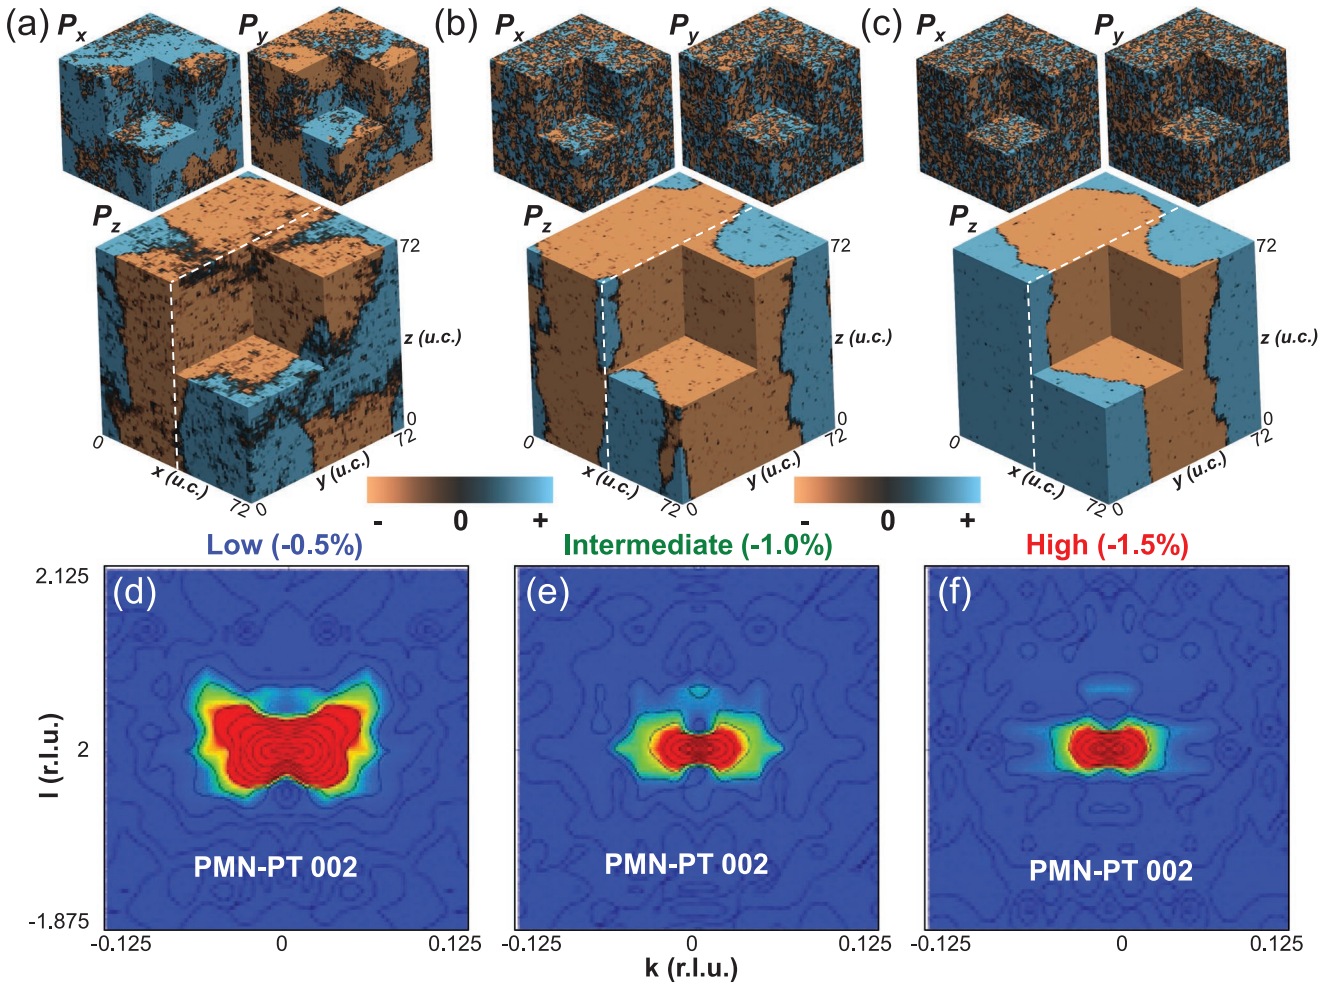 (a) Px Py (b) Px Py (c) Px Py
Pz Pz Pz
72 72 72
z (u.c.) z (u.c.) z (u.c.)
0 0 0
0 x (u.c.) 72 0 y (u.c.) 72
0 x (u.c.) 72 0 y (u.c.) 72
0 x (u.c.) 72 0 y (u.c.) 72
- 0 + - 0 +
Low (-0.5%) Intermediate (-1.0%) High (-1.5%)
2.125 (d) (e) (f)
l (r.l.u.) 2
PMN-PT 002 PMN-PT 002 PMN-PT 002
-1.875
-0.125 0 0.125 -0.125 0 0.125 -0.125 0 0.125
k (r.l.u.)